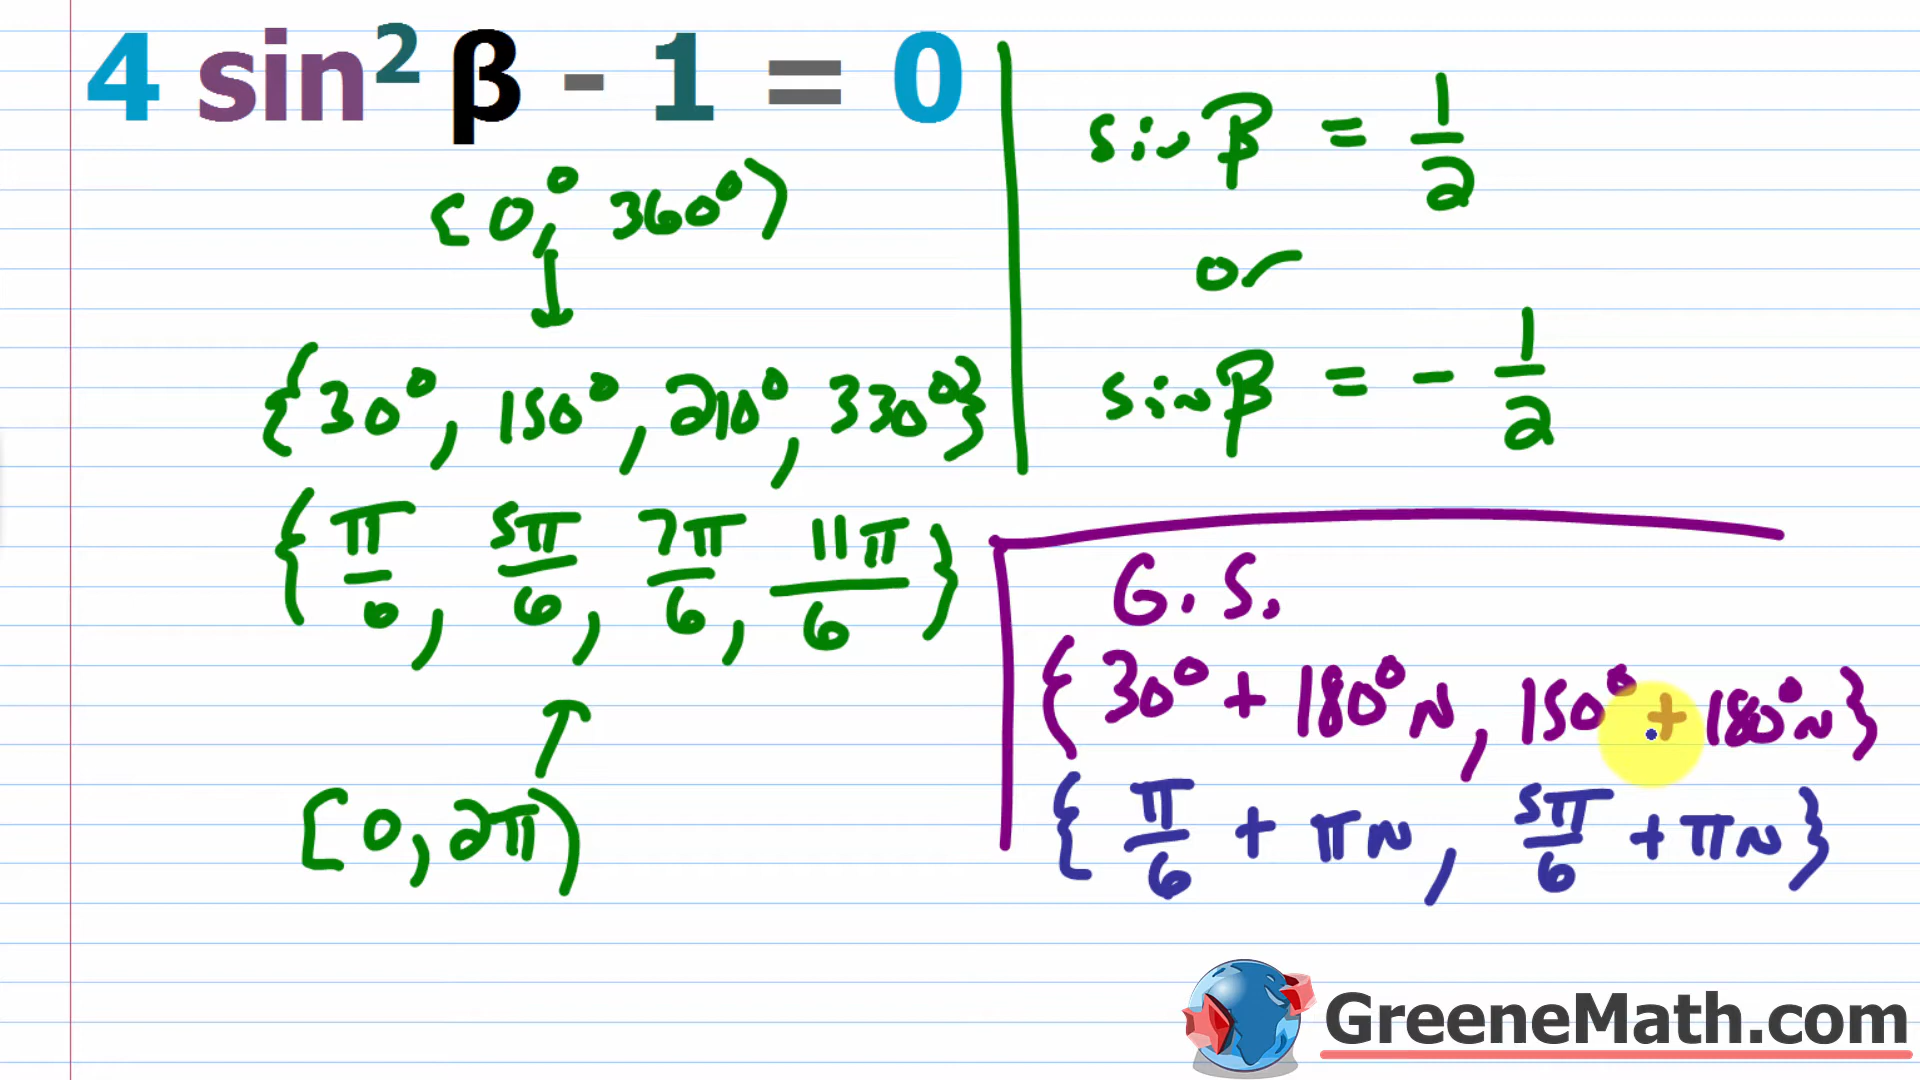 4 sin² β - 1 = 0
[0,° 360°)
{30°, 150°, 210°, 330°}
{π/6, 5π/6, 7π/6, 11π/6}
[0, 2π)
sin β = 1/2
or
sin β = - 1/2
G.S.
{30° + 180°n, 150° + 180°n}
{π/6 + πn, 5π/6 + πn}
GreeneMath.com